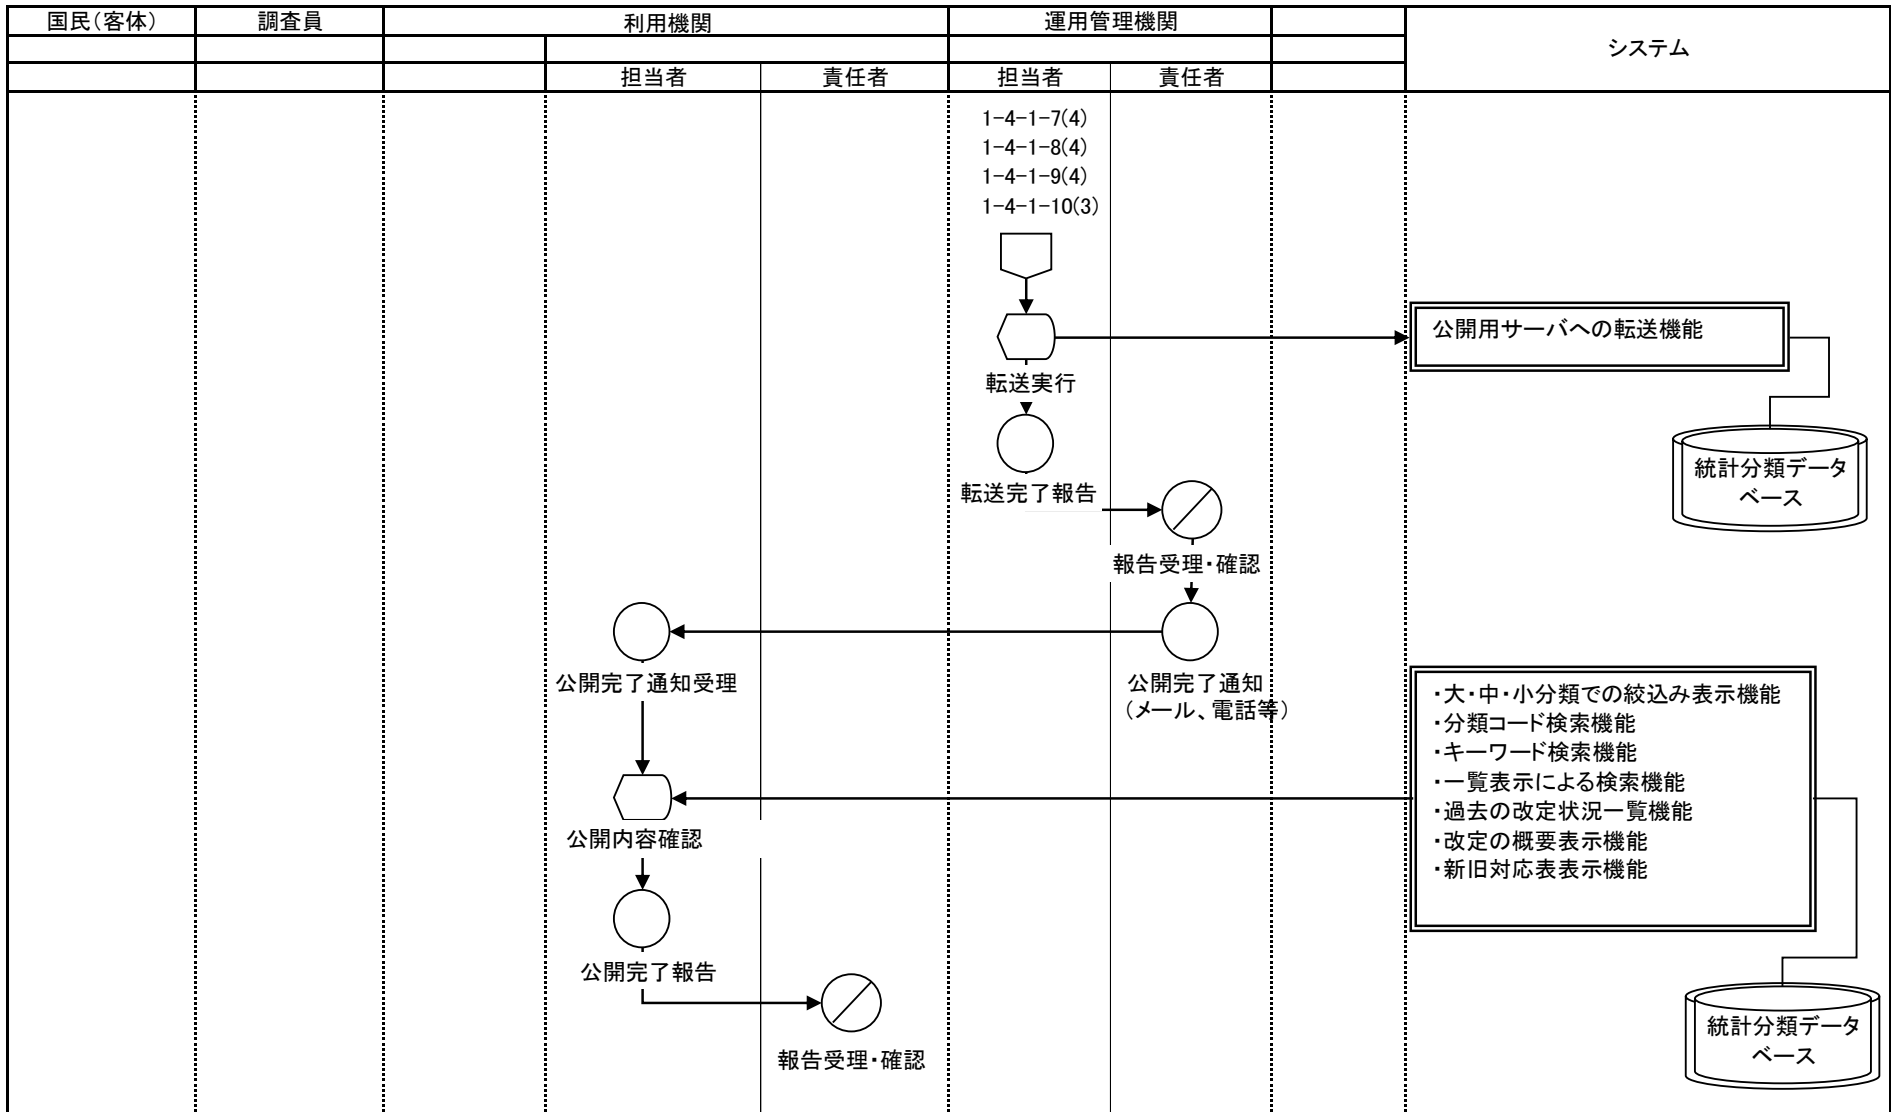 国民(客体)
調査員
利用機関
運用管理機関
システム
担当者
責任者
担当者
責任者
1-4-1-7(4)
1-4-1-8(4)
1-4-1-9(4)
1-4-1-10(3)
公開用サーバへの転送機能
転送実行
統計分類データ
ベース
転送完了報告
報告受理・確認
公開完了通知受理
公開完了通知
(メール、電話等)
・大・中・小分類での絞込み表示機能
・分類コード検索機能
・キーワード検索機能
・一覧表示による検索機能
・過去の改定状況一覧機能
・改定の概要表示機能
・新旧対応表表示機能
公開内容確認
公開完了報告
統計分類データ
ベース
報告受理・確認